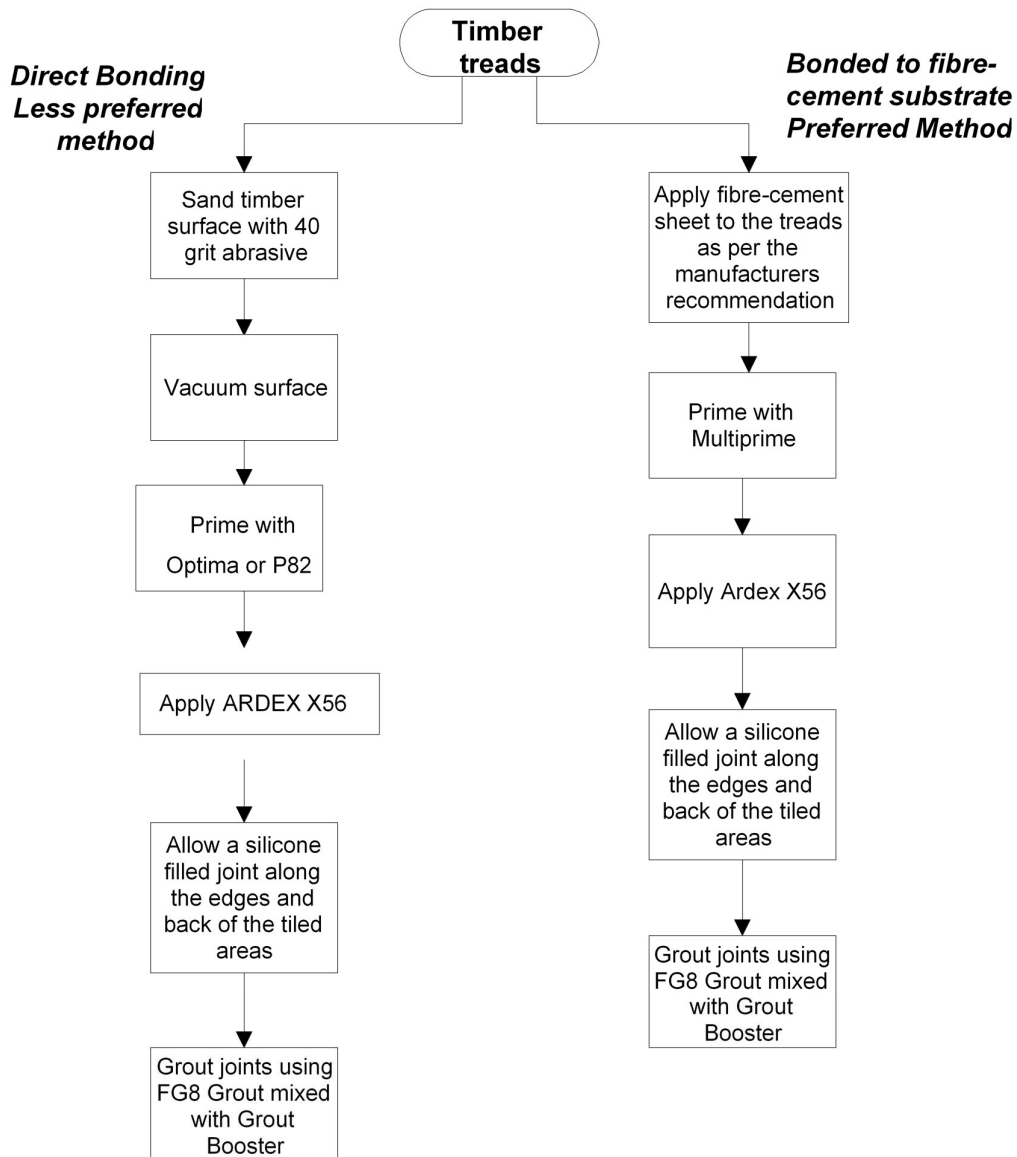 Timber
treads
Direct Bonding
Less preferred
method
Sand timber
surface with 40
grit abrasive
Vacuum surface
Prime with
Optima or P82
Apply ARDEX X56
Allow a silicone
filled joint along
the edges and
back of the tiled
areas
Grout joints using
FG8 Grout mixed
with Grout
Booster
Bonded to fibre-
cement substrate
Preferred Method
Apply fibre-cement
sheet to the treads
as per the
manufacturers
recommendation
Prime with
Multiprime
Apply Ardex X56
Allow a silicone
filled joint along
the edges and
back of the tiled
areas
Grout joints using
FG8 Grout mixed
with Grout
Booster